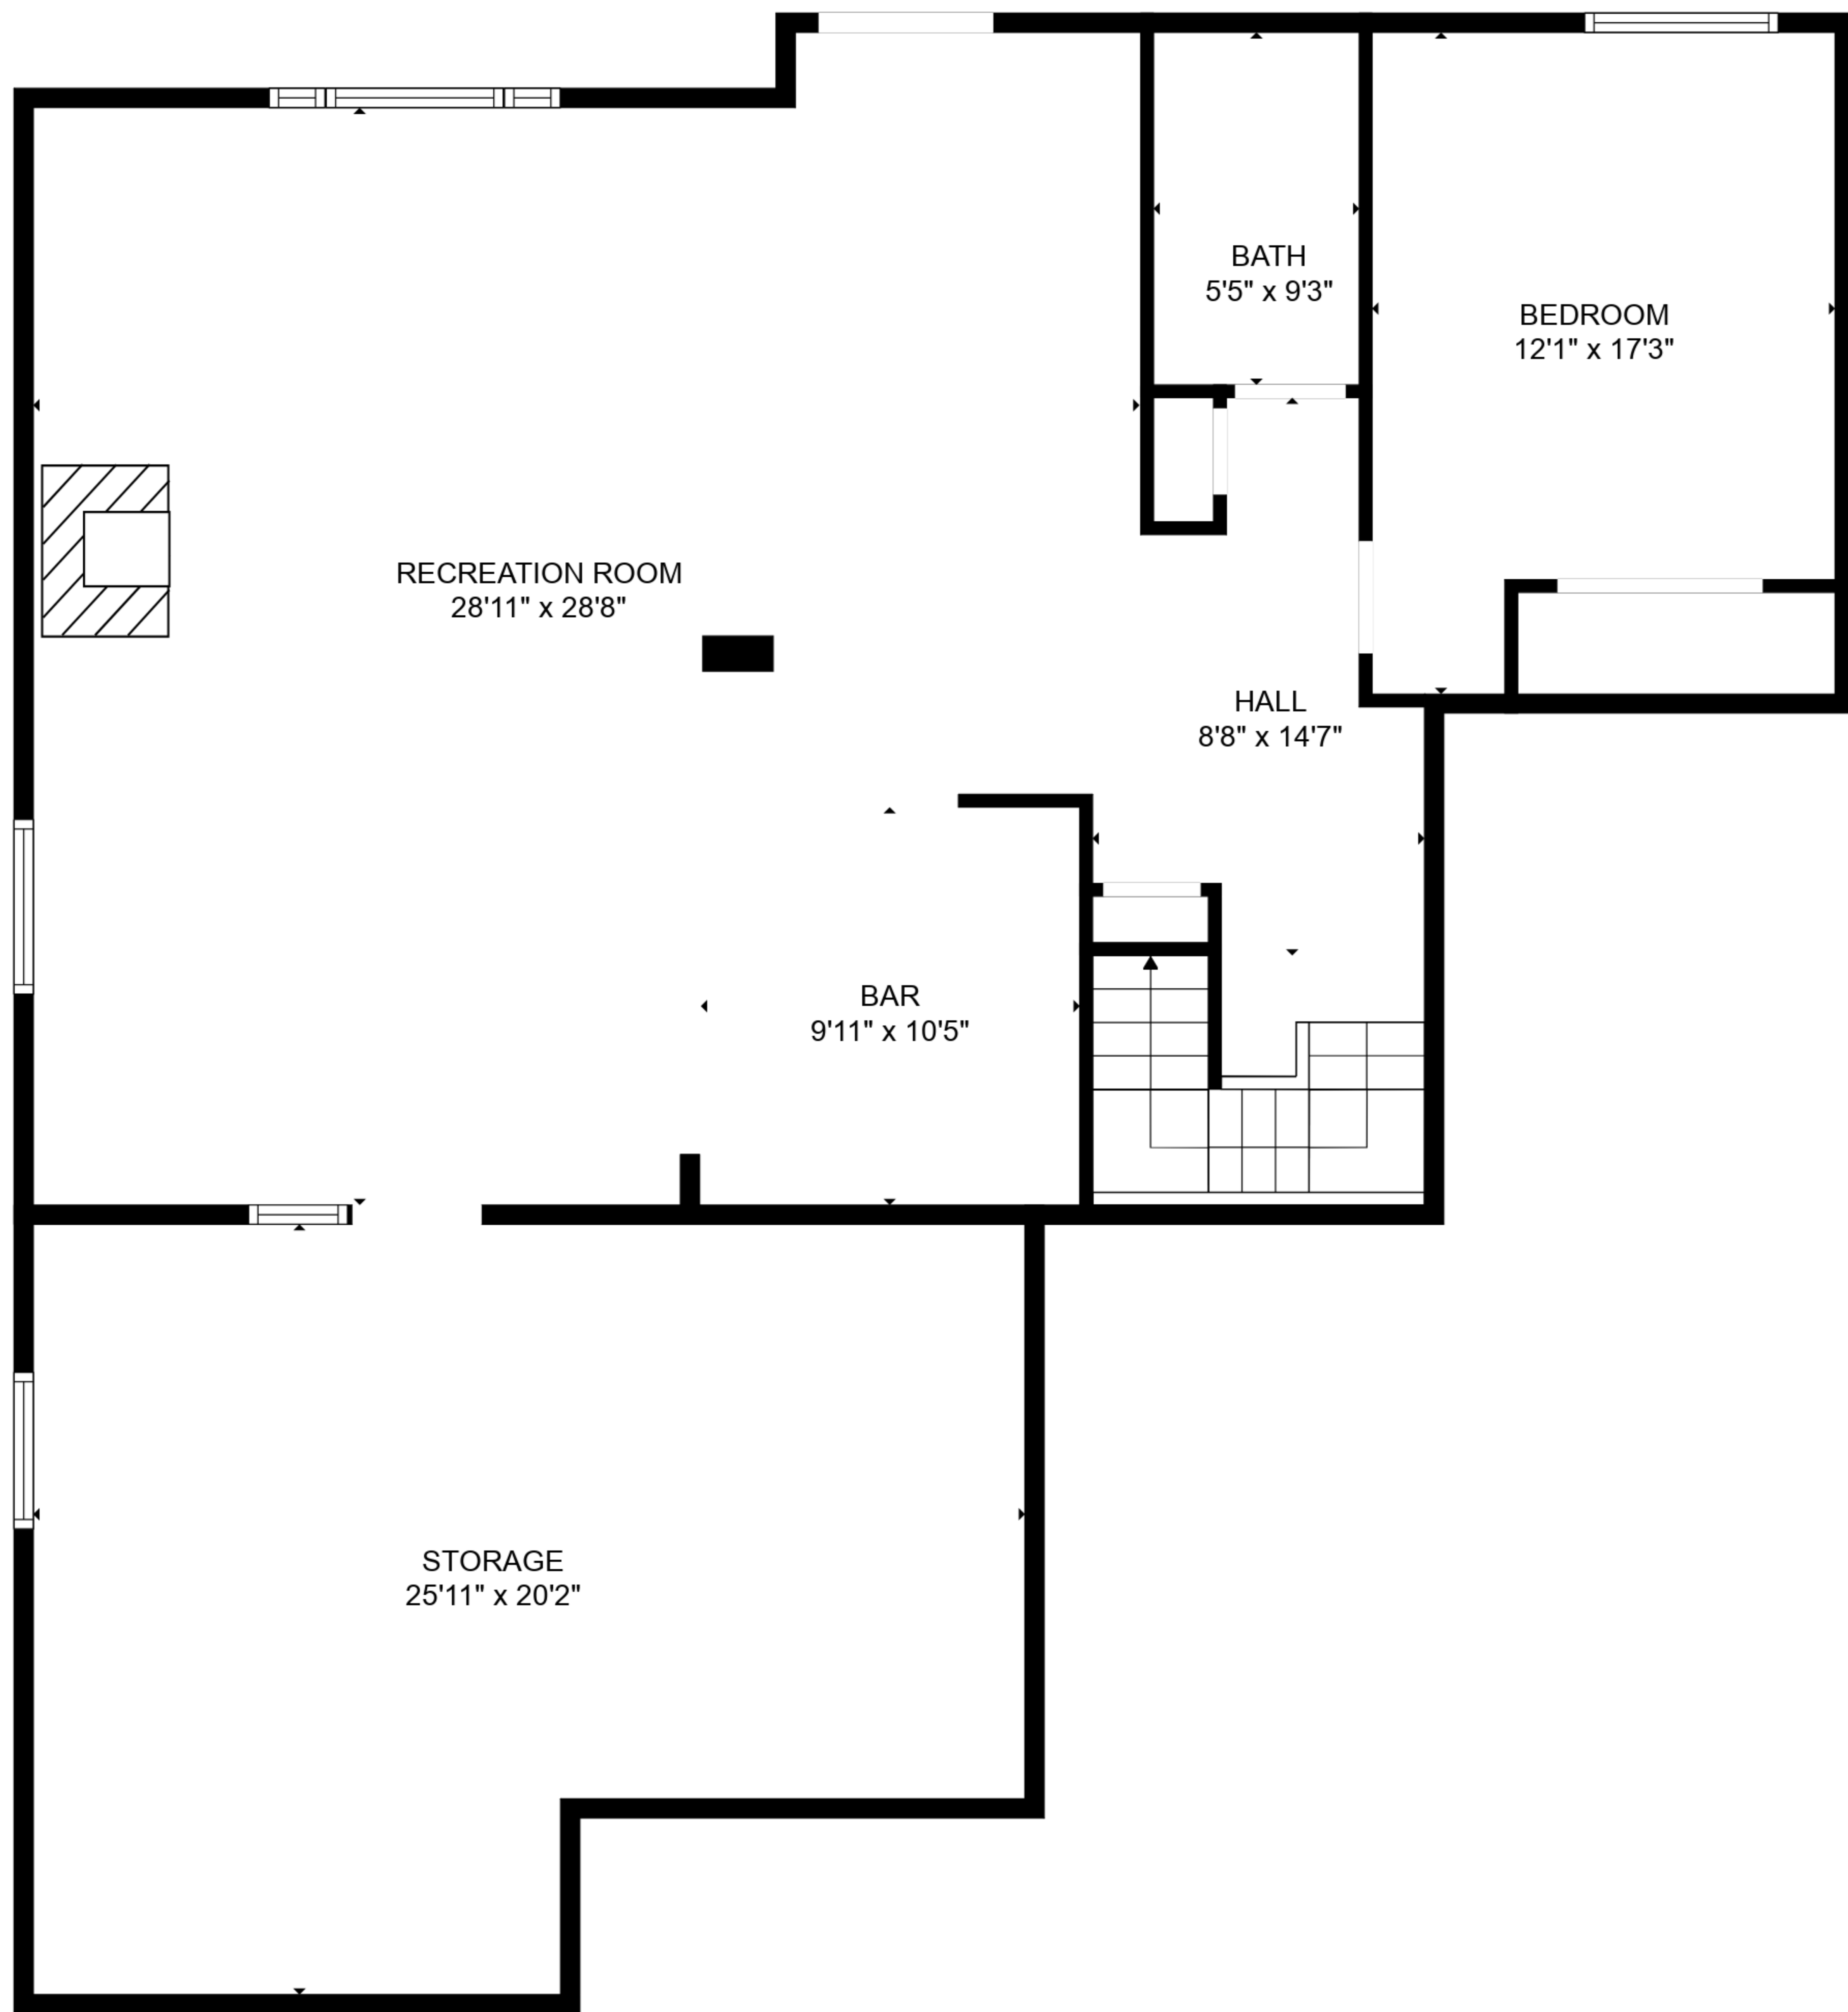 BATH
5'5" x 9'3"
BEDROOM
12'1" x 17'3"
RECREATION ROOM
28'11" x 28'8"
HALL
8'8" x 14'7"
BAR
9'11" x 10'5"
STORAGE
25'11" x 20'2"